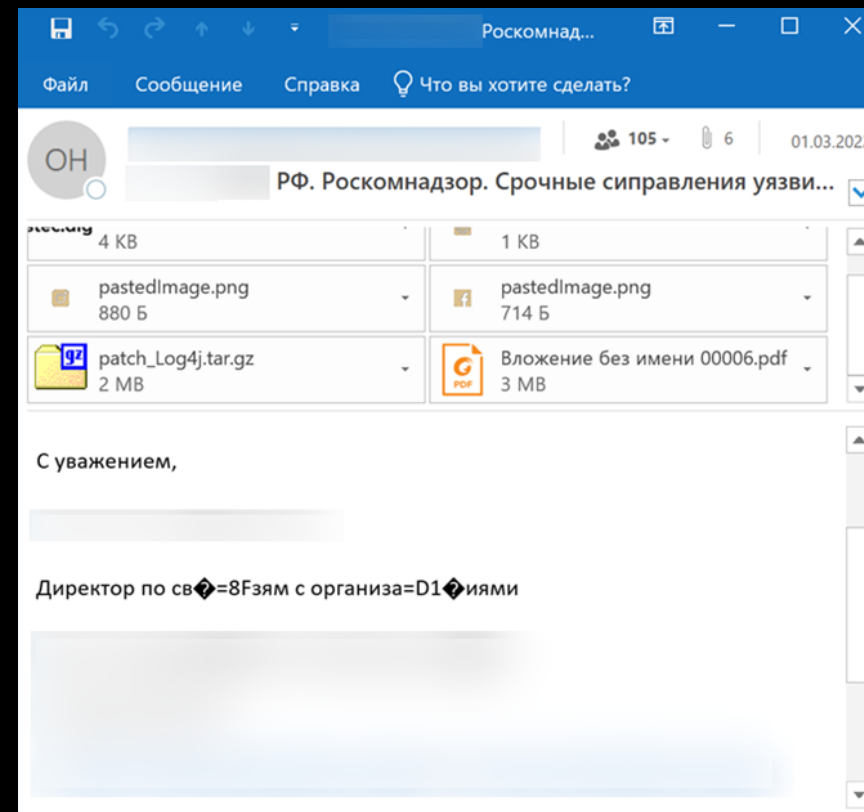 Роскомнад...
Файл Сообщение Справка Что вы хотите сделать?
ОН
105 6 01.03.202
РФ. Роскомнадзор. Срочные сиправления уязви...
4 KB 1 KB
pastedImage.png pastedImage.png
880 Б 714 Б
patch_Log4j.tar.gz Вложение без имени 00006.pdf
2 MB 3 MB
gz
PDF
С уважением,
Директор по св�=8Fзям с организа=D1�иями